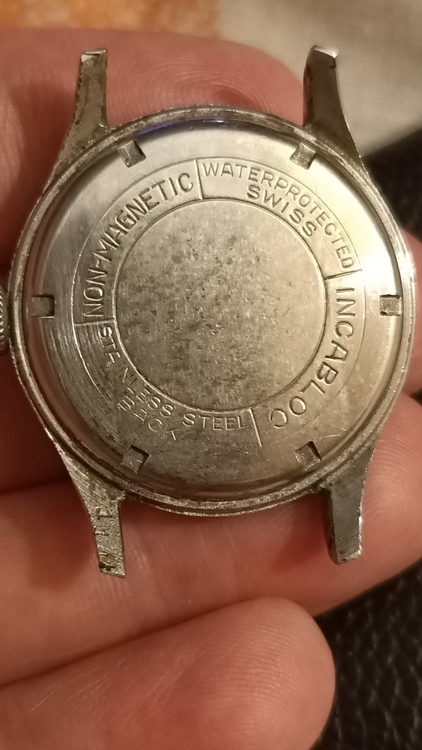 NON-MAGNETIC
WATERPROTECTED
SWISS
INCABLOC
STAINLESS STEEL
BACK